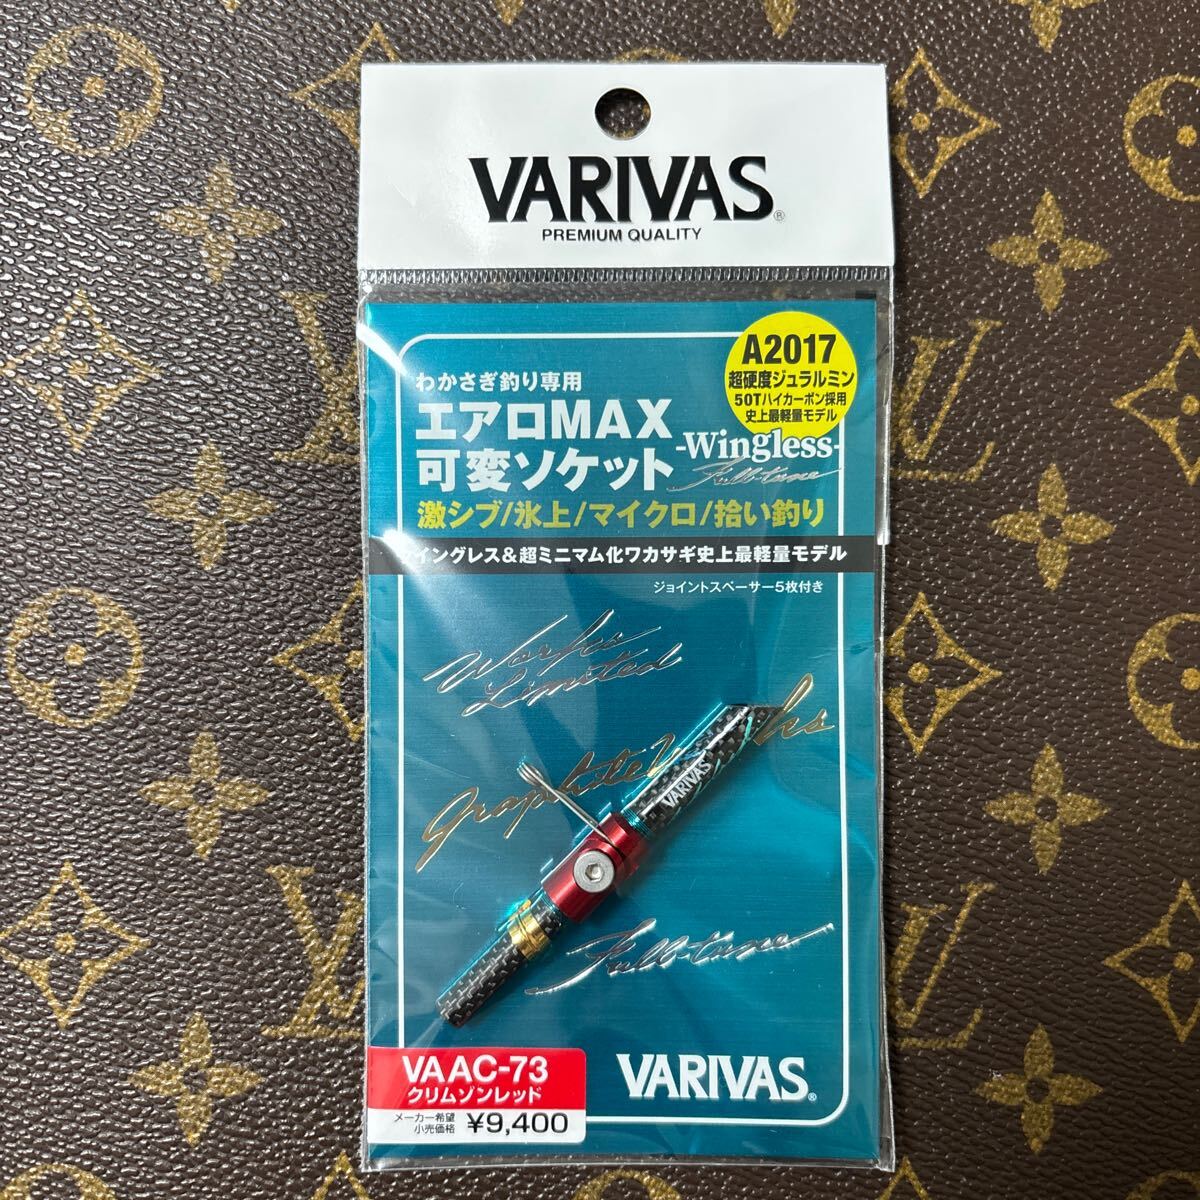 VARIVAS®
PREMIUM QUALITY
A2017
超硬度ジュラルミン
50Tハイカーボン採用
史上最軽量モデル
わかさぎ釣り専用
エアロMAX
可変ソケット
-Wingless-
Full-tune
激シブ/氷上/マイクロ/拾い釣り
イングレス&超ミニマム化ワカサギ史上最軽量モデル
ジョイントスペーサー5枚付き
Works
Limited
VARIVAS
Full-tune
VAAC-73
クリムゾンレッド
メーカー希望
小売価格 ¥9,400
VARIVAS®